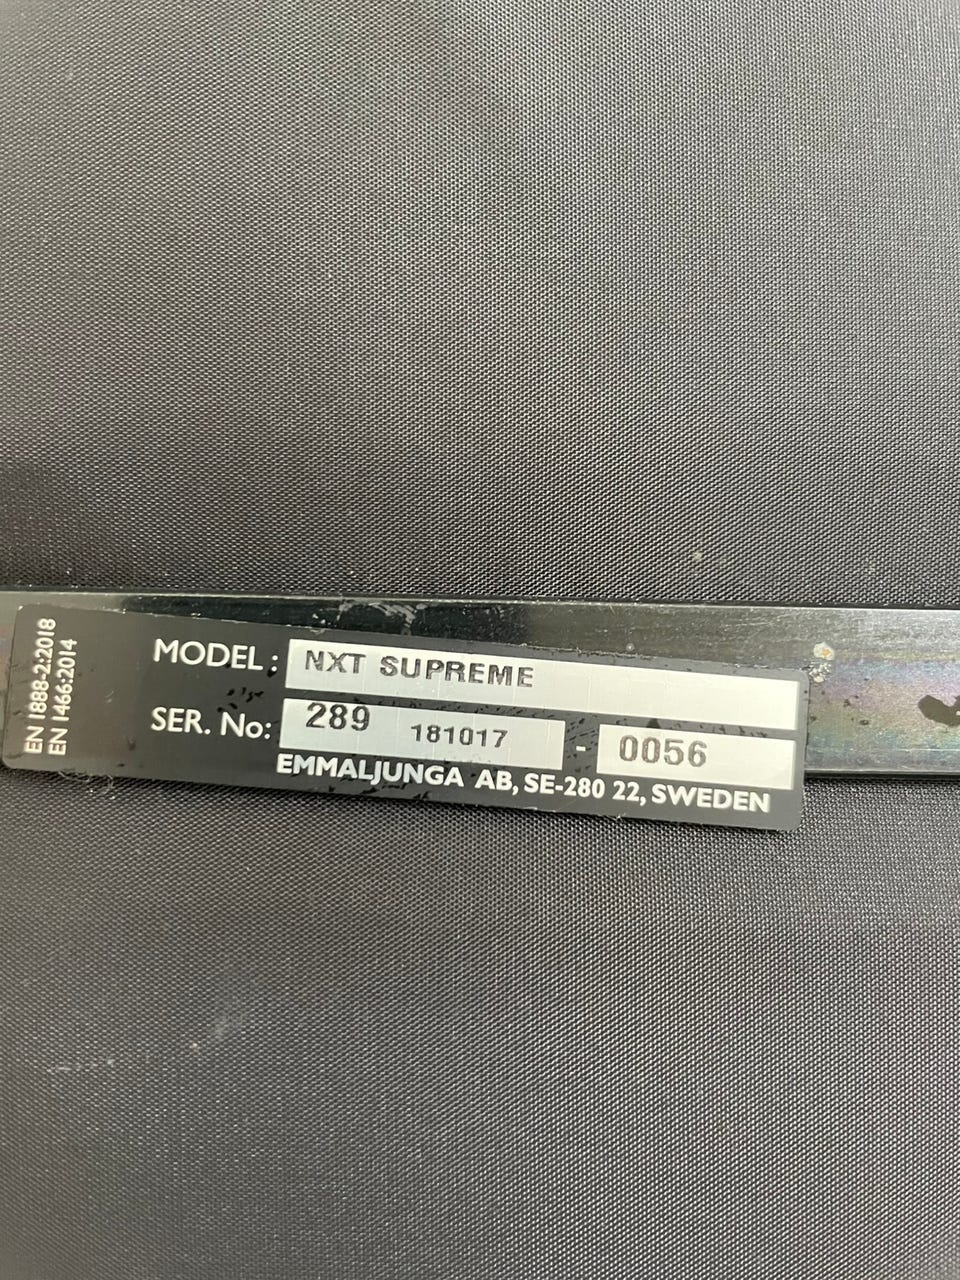 EN 1888-2:2018
EN 1466:2014
MODEL: NXT SUPREME
SER. No: 289 181017 - 0056
EMMALJUNGA AB, SE-280 22, SWEDEN